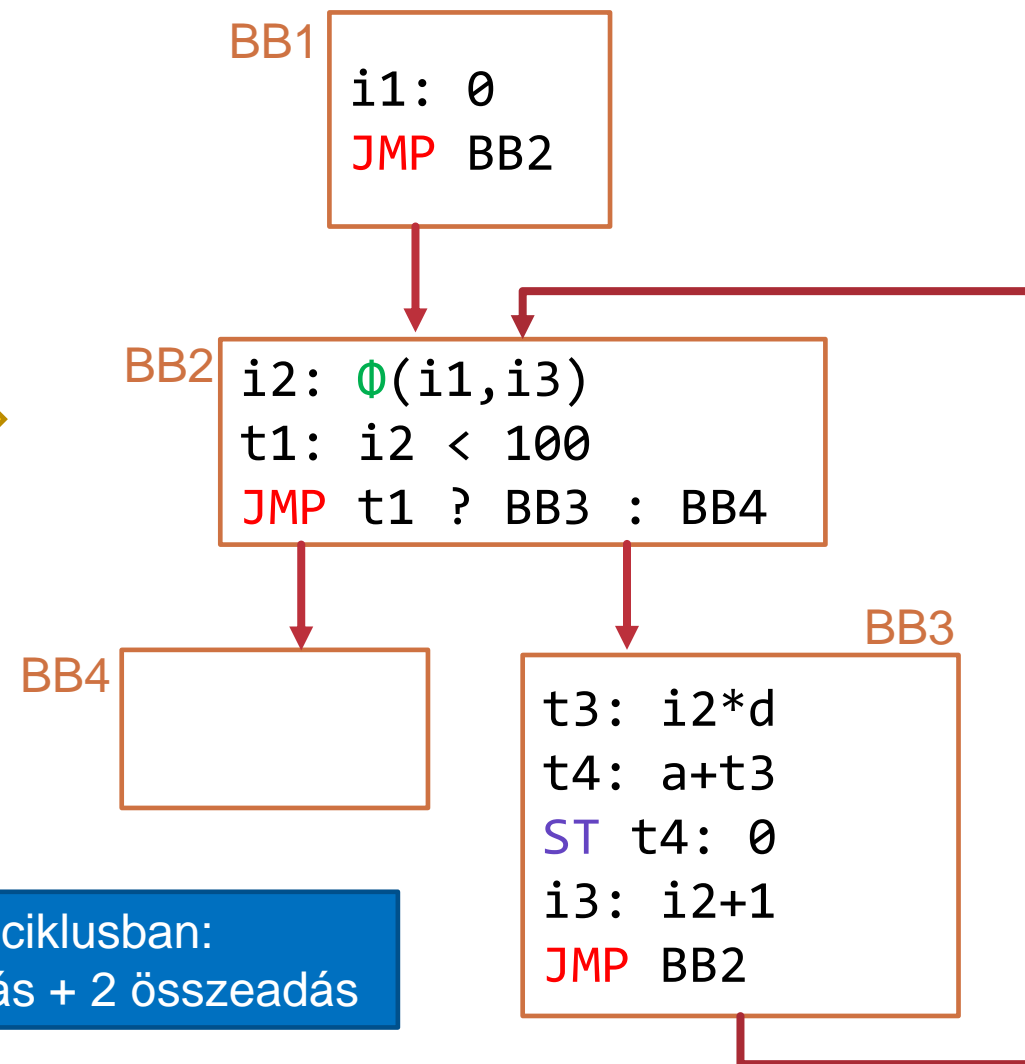 BB1
i1: 0
JMP BB2
BB2
i2: Φ(i1,i3)
t1: i2 < 100
JMP t1 ? BB3 : BB4
BB4
BB3
t3: i2*d
t4: a+t3
ST t4: 0
i3: i2+1
JMP BB2
ciklusban:
ás + 2 összeadás